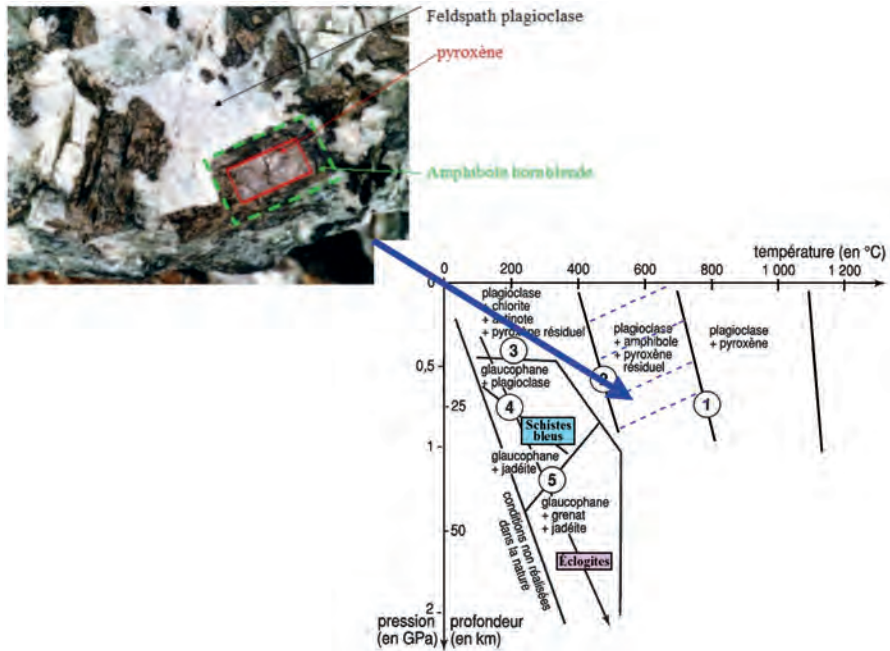 Feldspath plagioclase
pyroxène
Amphibole hornblende
température (en °C)
0 200 400 600 800 1 000 1 200
0
plagioclase
+ chlorite
+ actinote
+ pyroxène résiduel
plagioclase
+ amphibole
+ pyroxène
résiduel
plagioclase
+ pyroxène
3
0,5
glaucophane
+ plagioclase
2
1
4
25
Schistes
bleus
1
glaucophane
+ jadéite
5
glaucophane
+ grenat
+ jadéite
conditions non réalisées
dans la nature
50
Éclogites
2
pression
(en GPa)
profondeur
(en km)